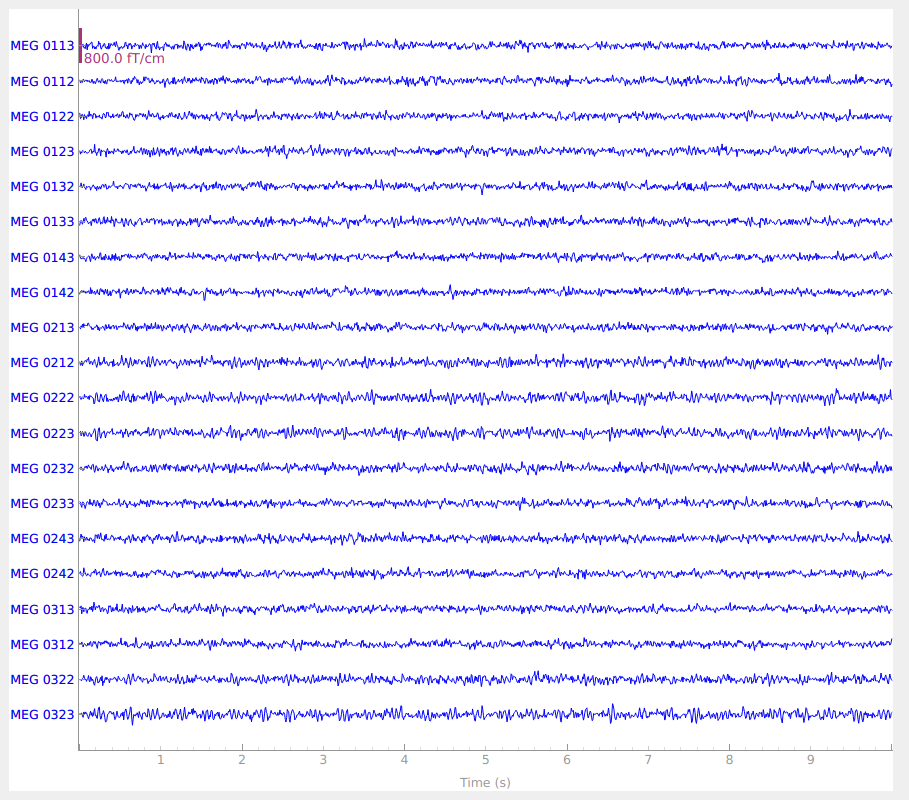 MEG 0113
800.0 fT/cm
MEG 0112
MEG 0122
MEG 0123
MEG 0132
MEG 0133
MEG 0143
MEG 0142
MEG 0213
MEG 0212
MEG 0222
MEG 0223
MEG 0232
MEG 0233
MEG 0243
MEG 0242
MEG 0313
MEG 0312
MEG 0322
MEG 0323
1 2 3 4 5 6 7 8 9
Time (s)